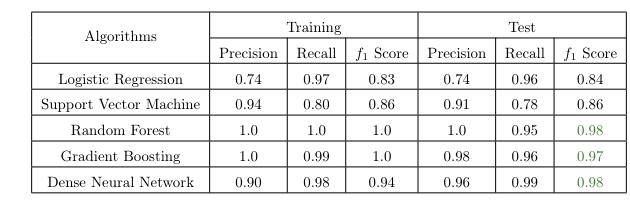 Algorithms Training Test
Precision Recall f₁ Score Precision Recall f₁ Score
Logistic Regression 0.74 0.97 0.83 0.74 0.96 0.84
Support Vector Machine 0.94 0.80 0.86 0.91 0.78 0.86
Random Forest 1.0 1.0 1.0 1.0 0.95 0.98
Gradient Boosting 1.0 0.99 1.0 0.98 0.96 0.97
Dense Neural Network 0.90 0.98 0.94 0.96 0.99 0.98